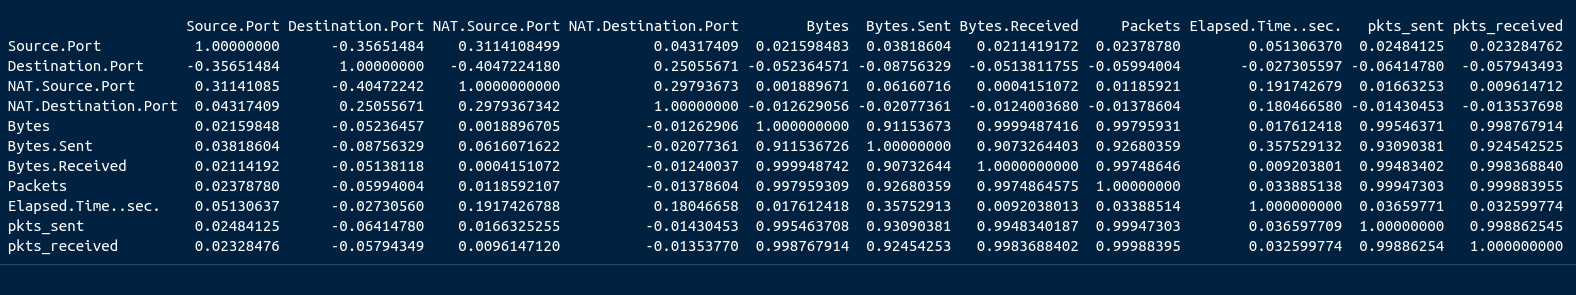 Source.Port Destination.Port NAT.Source.Port NAT.Destination.Port Bytes Bytes.Sent Bytes.Received Packets Elapsed.Time..sec. pkts_sent pkts_received
Source.Port 1.00000000 -0.35651484 0.3114108499 0.04317409 0.021598483 0.03818604 0.0211419172 0.02378780 0.051306370 0.02484125 0.023284762
Destination.Port -0.35651484 1.00000000 -0.4047224180 0.25055671 -0.052364571 -0.08756329 -0.0513811755 -0.05994004 -0.027305597 -0.06414780 -0.057943493
NAT.Source.Port 0.31141085 -0.40472242 1.0000000000 0.29793673 0.001889671 0.06160716 0.0004151072 0.01185921 0.191742679 0.01663253 0.009614712
NAT.Destination.Port 0.04317409 0.25055671 0.2979367342 1.00000000 -0.012629056 -0.02077361 -0.0124003680 -0.01378604 0.180466580 -0.01430453 -0.013537698
Bytes 0.02159848 -0.05236457 0.0018896705 -0.01262906 1.000000000 0.91153673 0.9999487416 0.99795931 0.017612418 0.99546371 0.998767914
Bytes.Sent 0.03818604 -0.08756329 0.0616071622 -0.02077361 0.911536726 1.00000000 0.9073264403 0.92680359 0.357529132 0.93090381 0.924542525
Bytes.Received 0.02114192 -0.05138118 0.0004151072 -0.01240037 0.999948742 0.90732644 1.0000000000 0.99748646 0.009203801 0.99483402 0.998368840
Packets 0.02378780 -0.05994004 0.0118592107 -0.01378604 0.997959309 0.92680359 0.9974864575 1.00000000 0.033885138 0.99947303 0.999883955
Elapsed.Time..sec. 0.05130637 -0.02730560 0.1917426788 0.18046658 0.017612418 0.35752913 0.0092038013 0.03388514 1.000000000 0.03659771 0.032599774
pkts_sent 0.02484125 -0.06414780 0.0166325255 -0.01430453 0.995463708 0.93090381 0.9948340187 0.99947303 0.036597709 1.00000000 0.998862545
pkts_received 0.02328476 -0.05794349 0.0096147120 -0.01353770 0.998767914 0.92454253 0.9983688402 0.99988395 0.032599774 0.99886254 1.000000000